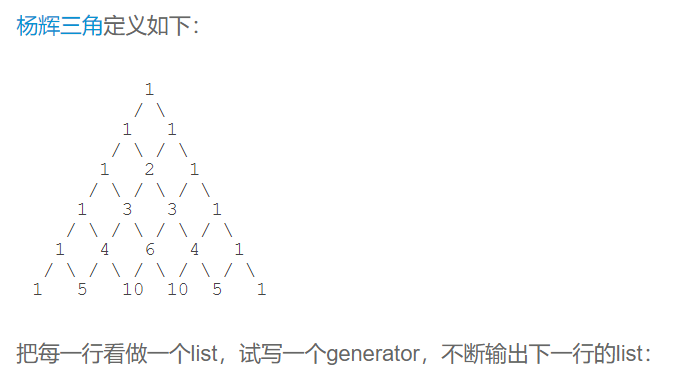 杨辉三角定义如下：
1
/ \
1 1
/ \ / \
1 2 1
/ \ / \ / \
1 3 3 1
/ \ / \ / \ / \
1 4 6 4 1
/ \ / \ / \ / \ / \
1 5 10 10 5 1
把每一行看做一个list，试写一个generator，不断输出下一行的list：